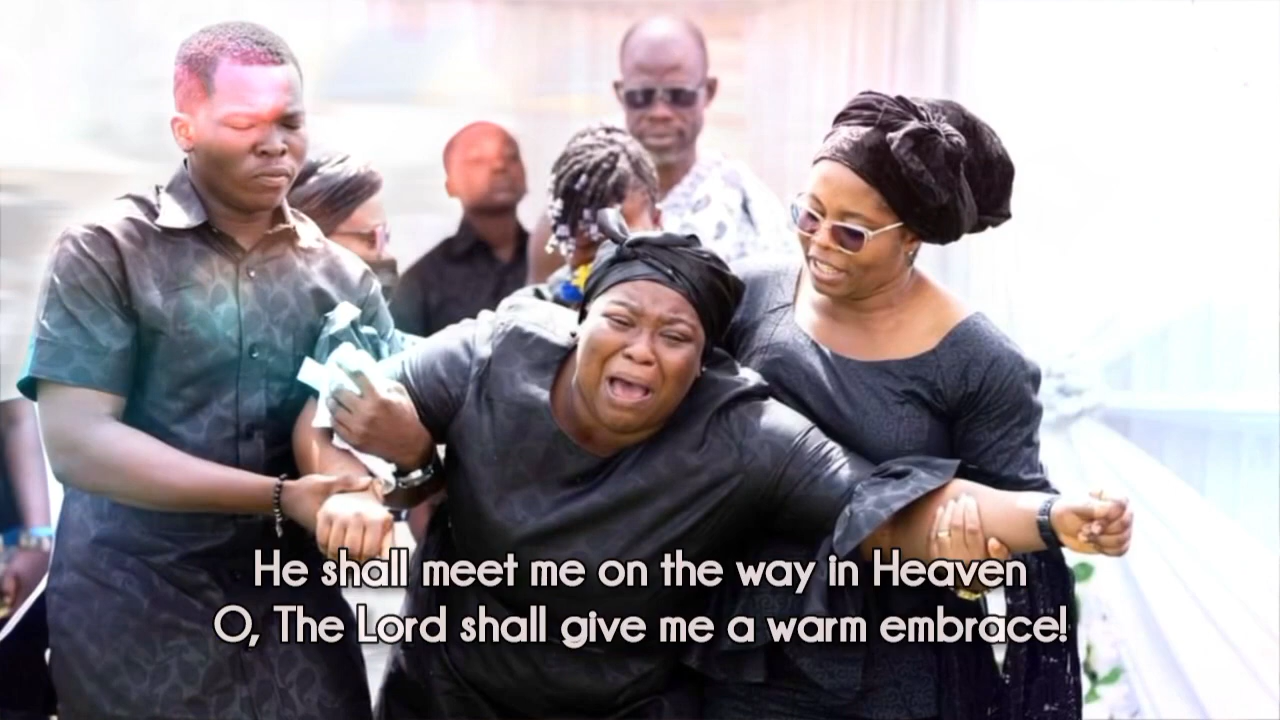 He shall meet me on the way in Heaven
O, The Lord shall give me a warm embrace!